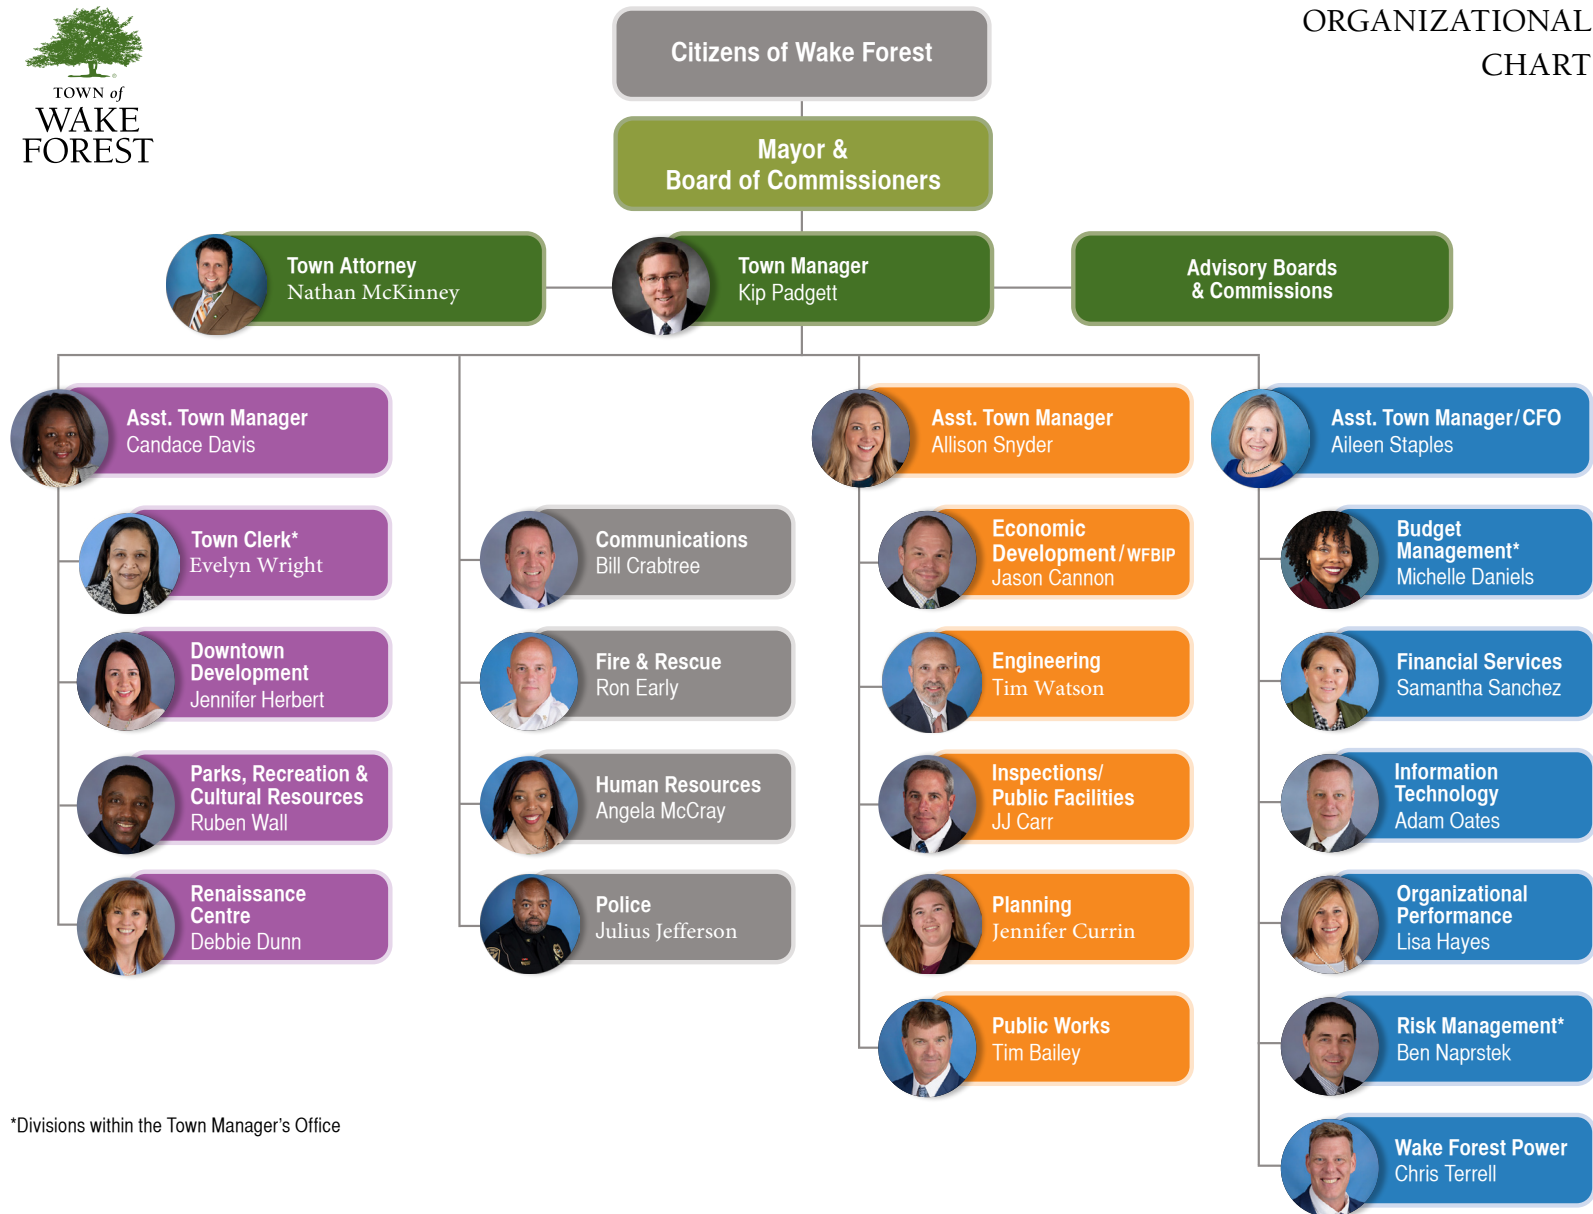 TOWN of
WAKE
FOREST
ORGANIZATIONAL
CHART
Citizens of Wake Forest
Mayor &
Board of Commissioners
Town Attorney
Nathan McKinney
Town Manager
Kip Padgett
Advisory Boards
& Commissions
Asst. Town Manager
Candace Davis
Town Clerk*
Evelyn Wright
Downtown
Development
Jennifer Herbert
Parks, Recreation &
Cultural Resources
Ruben Wall
Renaissance
Centre
Debbie Dunn
Communications
Bill Crabtree
Fire & Rescue
Ron Early
Human Resources
Angela McCray
Police
Julius Jefferson
Asst. Town Manager
Allison Snyder
Economic
Development/WFBIP
Jason Cannon
Engineering
Tim Watson
Inspections/
Public Facilities
JJ Carr
Planning
Jennifer Currin
Public Works
Tim Bailey
Asst. Town Manager/CFO
Aileen Staples
Budget
Management*
Michelle Daniels
Financial Services
Samantha Sanchez
Information
Technology
Adam Oates
Organizational
Performance
Lisa Hayes
Risk Management*
Ben Naprstek
Wake Forest Power
Chris Terrell
*Divisions within the Town Manager's Office